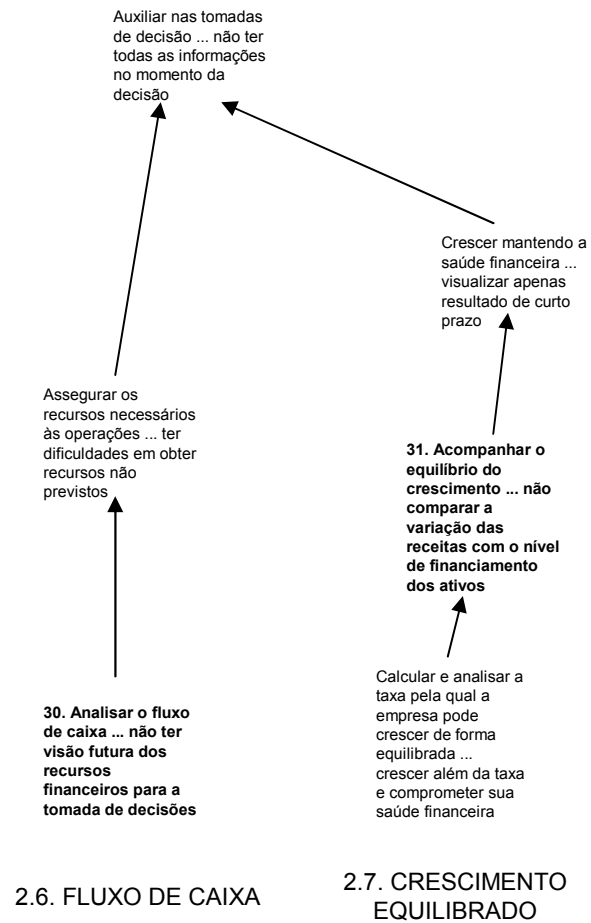 Auxiliar nas tomadas
de decisão ... não ter
todas as informações
no momento da
decisão
Crescer mantendo a
saúde financeira ...
visualizar apenas
resultado de curto
prazo
Assegurar os
recursos necessários
às operações ... ter
dificuldades em obter
recursos não
previstos
31. Acompanhar o
equilíbrio do
crescimento ... não
comparar a
variação das
receitas com o nível
de financiamento
dos ativos
Calcular e analisar a
taxa pela qual a
empresa pode
crescer de forma
equilibrada ...
crescer além da taxa
e comprometer sua
saúde financeira
30. Analisar o fluxo
de caixa ... não ter
visão futura dos
recursos
financeiros para a
tomada de decisões
2.6. FLUXO DE CAIXA
2.7. CRESCIMENTO
EQUILIBRADO